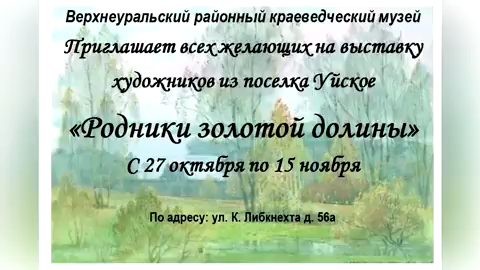 Верхнеуральский районный краеведческий музей
Приглашает всех желающих на выставку
художников из поселка Уйское
«Родники золотой долины»
С 27 октября по 15 ноября
По адресу: ул. К. Либкнехта д. 56а